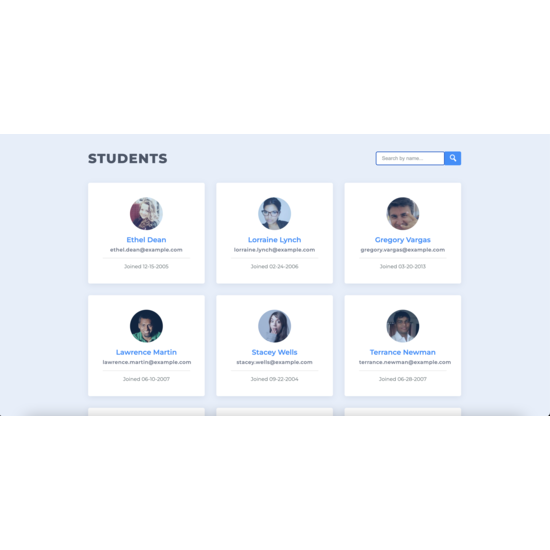 STUDENTS
Search by name...
Ethel Dean
ethel.dean@example.com
Joined 12-15-2005
Lorraine Lynch
lorraine.lynch@example.com
Joined 02-24-2006
Gregory Vargas
gregory.vargas@example.com
Joined 03-20-2013
Lawrence Martin
lawrence.martin@example.com
Joined 06-10-2007
Stacey Wells
stacey.wells@example.com
Joined 09-22-2004
Terrance Newman
terrance.newman@example.com
Joined 06-28-2007